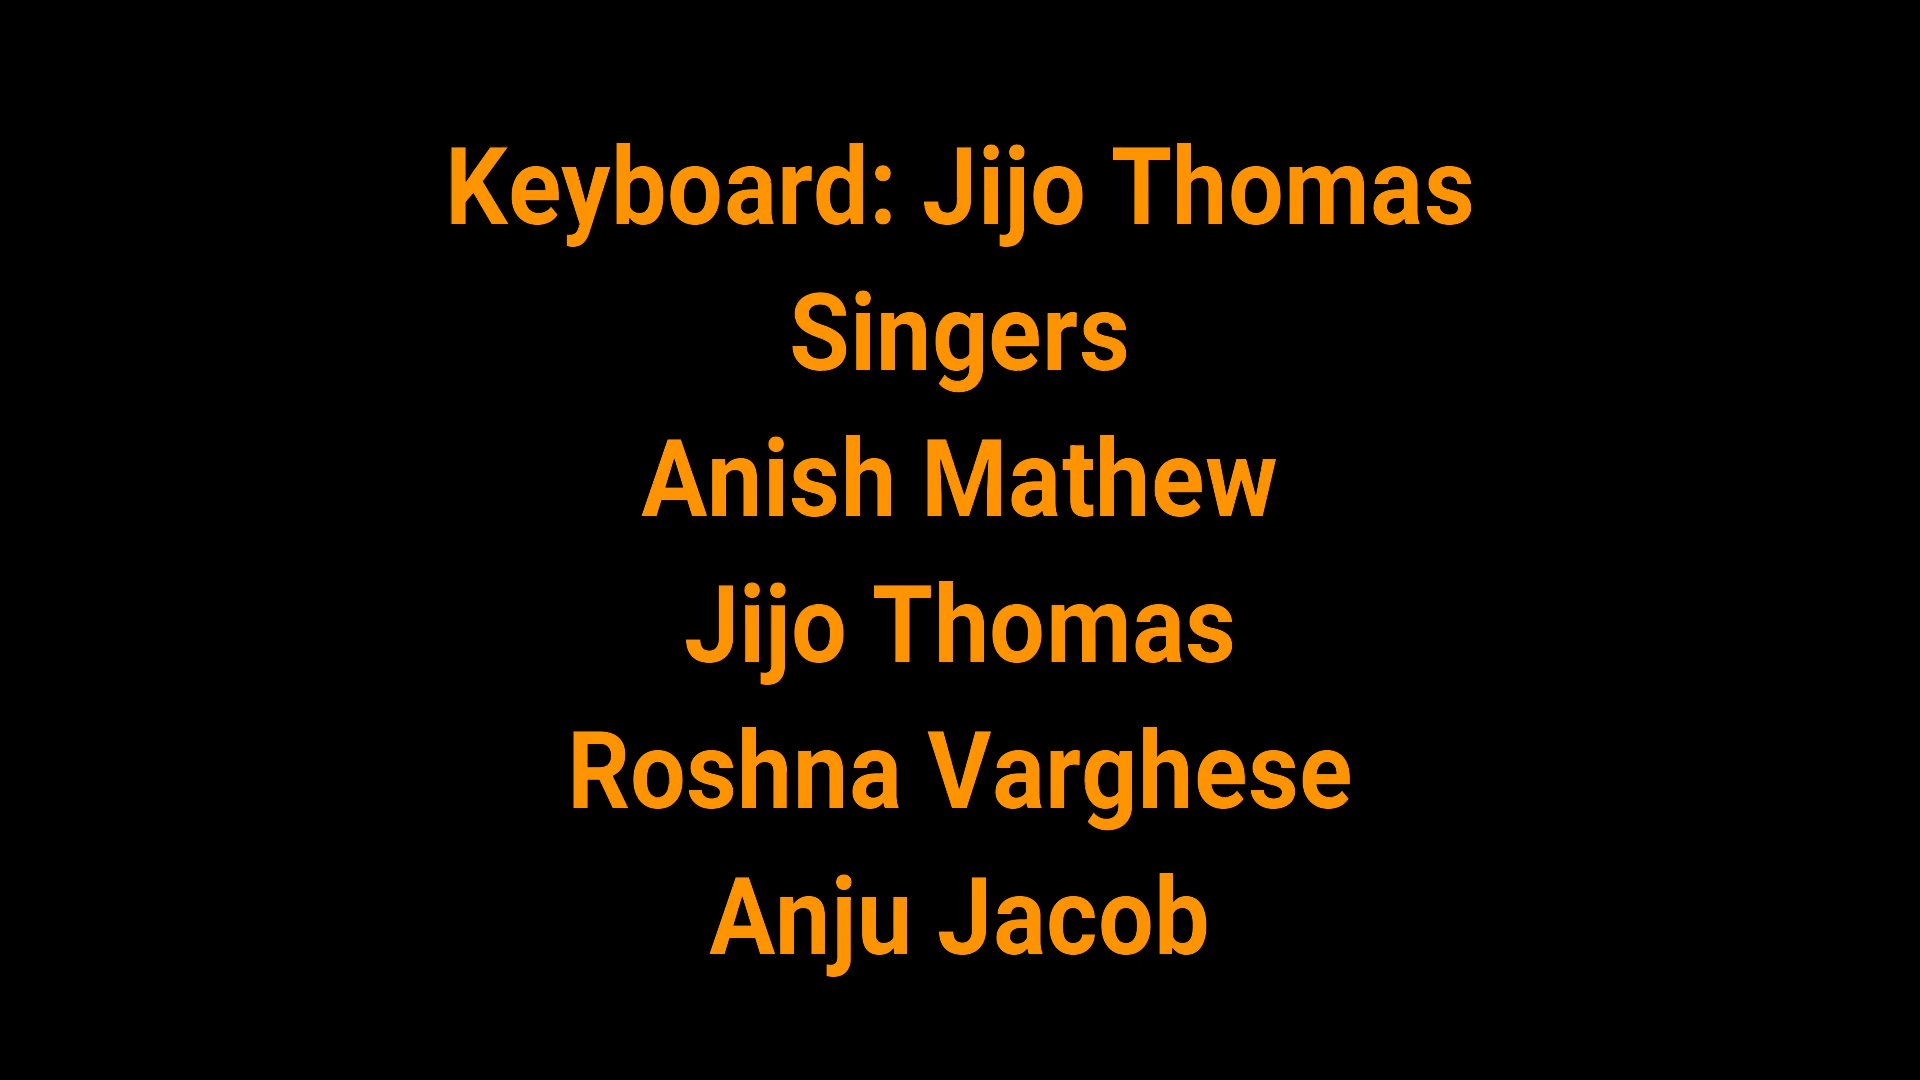 Keyboard: Jijo Thomas
Singers
Anish Mathew
Jijo Thomas
Roshna Varghese
Anju Jacob